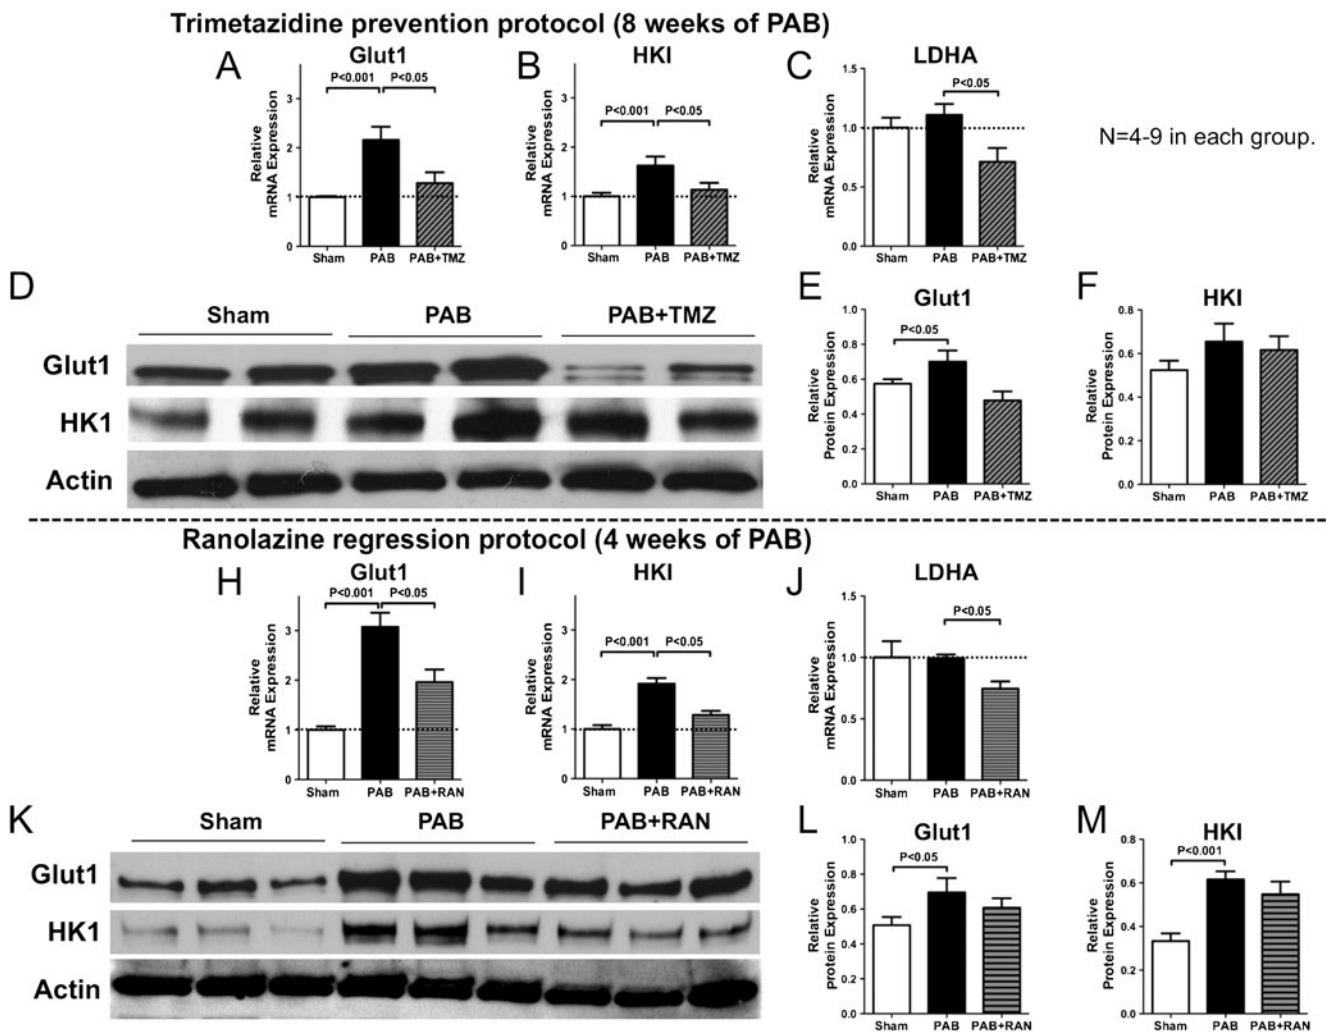 Trimetazidine prevention protocol (8 weeks of PAB)
A
Glut1
Relative
mRNA Expression
3
2
1
0
P<0.001
P<0.05
Sham
PAB
PAB+TMZ
B
HKI
Relative
mRNA Expression
3
2
1
0
P<0.001
P<0.05
Sham
PAB
PAB+TMZ
C
LDHA
Relative
mRNA Expression
1.5
1.0
0.5
0.0
P<0.05
Sham
PAB
PAB+TMZ
N=4-9 in each group.
D
Sham
PAB
PAB+TMZ
Glut1
HK1
Actin
E
Glut1
Relative
Protein Expression
1.0
0.8
0.6
0.4
0.2
0.0
P<0.05
Sham
PAB
PAB+TMZ
F
HKI
Relative
Protein Expression
0.8
0.6
0.4
0.2
0.0
Sham
PAB
PAB+TMZ
Ranolazine regression protocol (4 weeks of PAB)
H
Glut1
Relative
mRNA Expression
3
2
1
0
P<0.001
P<0.05
Sham
PAB
PAB+RAN
I
HKI
Relative
mRNA Expression
3
2
1
0
P<0.001
P<0.05
Sham
PAB
PAB+RAN
J
LDHA
Relative
mRNA Expression
1.5
1.0
0.5
0.0
P<0.05
Sham
PAB
PAB+RAN
K
Sham
PAB
PAB+RAN
Glut1
HK1
Actin
L
Glut1
Relative
Protein Expression
1.0
0.8
0.6
0.4
0.2
0.0
P<0.05
Sham
PAB
PAB+RAN
M
HKI
Relative
Protein Expression
0.8
0.6
0.4
0.2
0.0
P<0.001
Sham
PAB
PAB+RAN